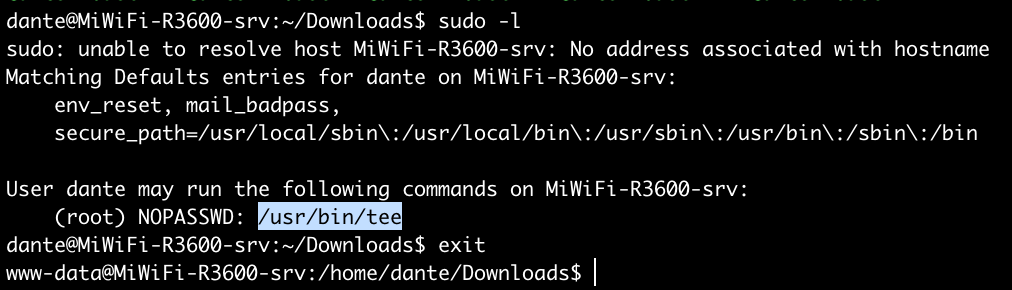 dante@MiWiFi-R3600-srv:~/Downloads$ sudo -l
sudo: unable to resolve host MiWiFi-R3600-srv: No address associated with hostname
Matching Defaults entries for dante on MiWiFi-R3600-srv:
    env_reset, mail_badpass,
    secure_path=/usr/local/sbin\:/usr/local/bin\:/usr/sbin\:/usr/bin\:/sbin\:/bin

User dante may run the following commands on MiWiFi-R3600-srv:
    (root) NOPASSWD: /usr/bin/tee
dante@MiWiFi-R3600-srv:~/Downloads$ exit
www-data@MiWiFi-R3600-srv:/home/dante/Downloads$